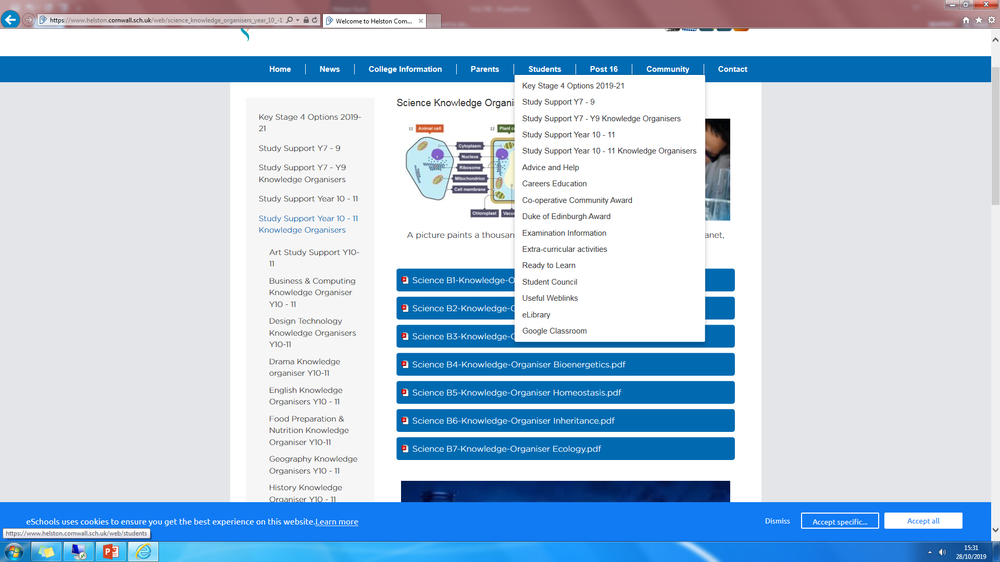 https://www.helston.cornwall.sch.uk/web/science_knowledge_organisers_year_10_-1
Welcome to Helston Com...
Home
News
College Information
Parents
Students
Post 16
Community
Contact
Key Stage 4 Options 2019-21
Study Support Y7 - 9
Study Support Y7 - Y9 Knowledge Organisers
Study Support Year 10 - 11
Study Support Year 10 - 11 Knowledge Organisers
Advice and Help
Careers Education
Co-operative Community Award
Duke of Edinburgh Award
Examination Information
Extra-curricular activities
Ready to Learn
Student Council
Useful Weblinks
eLibrary
Google Classroom
Key Stage 4 Options 2019-
21
Study Support Y7 - 9
Study Support Y7 - Y9
Knowledge Organisers
Study Support Year 10 - 11
Study Support Year 10 - 11
Knowledge Organisers
Art Study Support Y10-
11
Business & Computing
Knowledge Organiser
Y10 - 11
Design Technology
Knowledge Organisers
Y10-11
Drama Knowledge
organiser Y10-11
English Knowledge
Organisers Y10 - 11
Food Preparation &
Nutrition Knowledge
Organiser Y10-11
Geography Knowledge
Organisers Y10 - 11
History Knowledge
Organiser Y10 - 11
Science Knowledge Organi
11 Animal cell
12 Plant c
Cytoplasm
Nucleus
Ribosome
Mitochondrion
Cell membrane
Chloroplast
Vacu
A picture paints a thousan
anet,
Science B1-Knowledge-O
Science B2-Knowledge-O
Science B3-Knowledge-O
Science B4-Knowledge-Organiser Bioenergetics.pdf
Science B5-Knowledge-Organiser Homeostasis.pdf
Science B6-Knowledge-Organiser Inheritance.pdf
Science B7-Knowledge-Organiser Ecology.pdf
eSchools uses cookies to ensure you get the best experience on this website.Learn more
Dismiss
Accept specific...
Accept all
https://www.helston.cornwall.sch.uk/web/students
15:31
28/10/2019